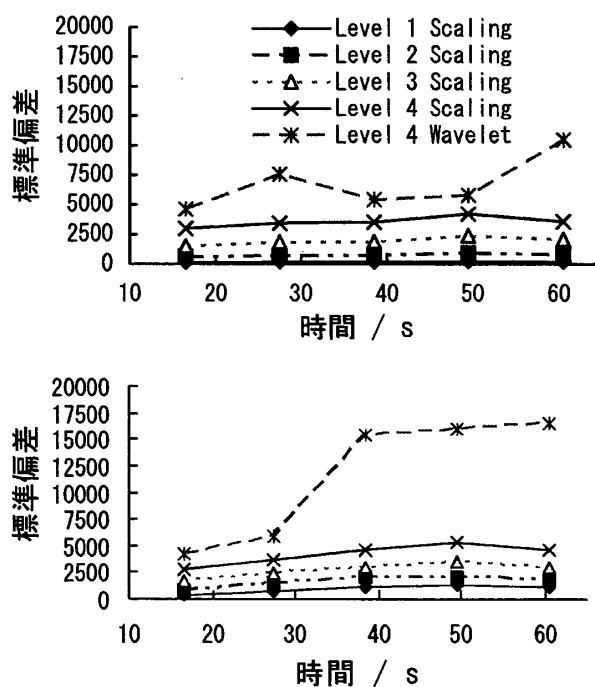 20000
17500
15000
12500
10000
7500
5000
2500
0
標準偏差
Level 1 Scaling
Level 2 Scaling
Level 3 Scaling
Level 4 Scaling
Level 4 Wavelet
10 20 30 40 50 60
時間 / s
20000
17500
15000
12500
10000
7500
5000
2500
0
標準偏差
10 20 30 40 50 60
時間 / s